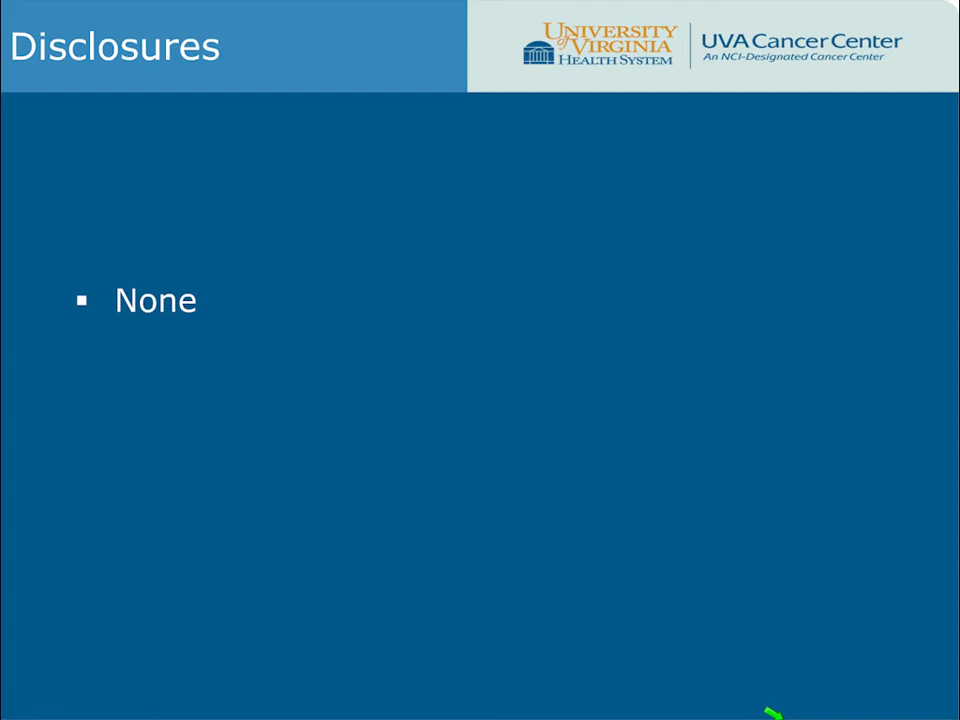 Disclosures
UNIVERSITY
of VIRGINIA
HEALTH SYSTEM
UVA Cancer Center
An NCI-Designated Cancer Center
▪ None